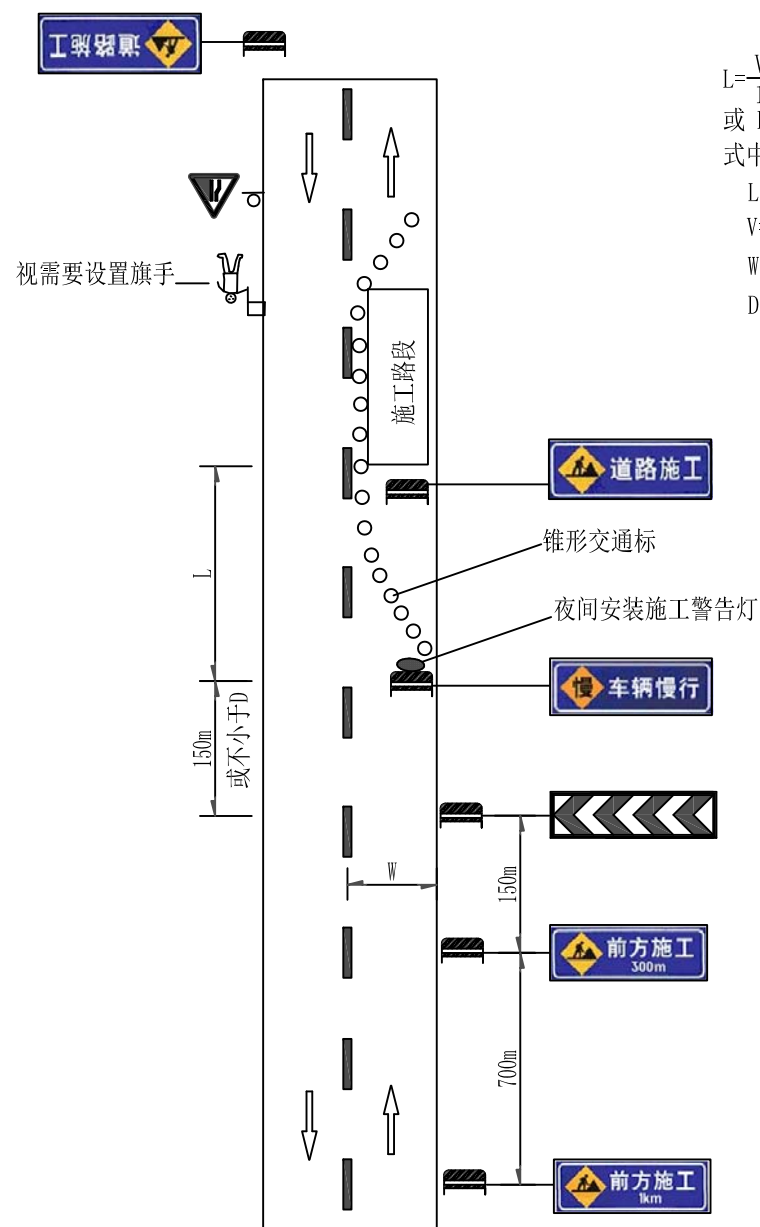 道路施工
L=
或
式中
L
V=
W
D
视需要设置旗手
施工路段
道路施工
锥形交通标
夜间安装施工警告灯
L
慢 车辆慢行
150m
或不小于D
W
150m
前方施工
300m
700m
前方施工
1km